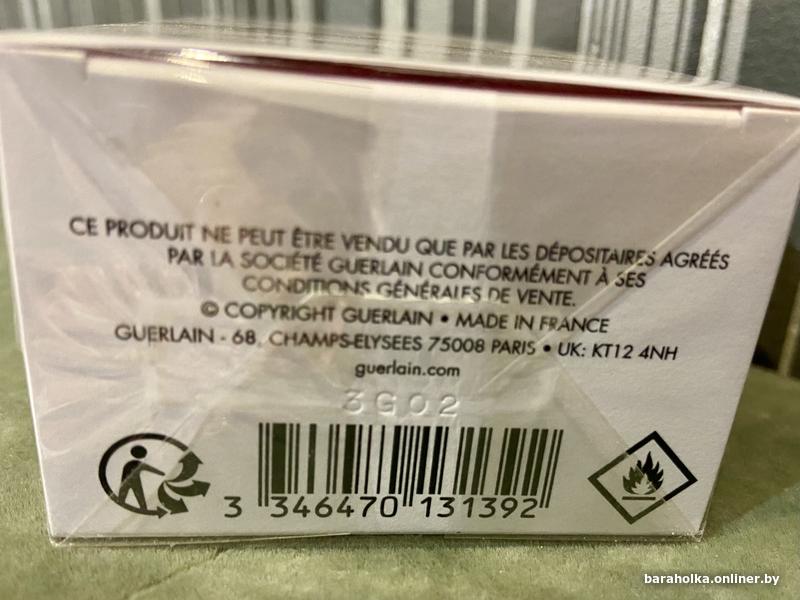 CE PRODUIT NE PEUT ÊTRE VENDU QUE PAR LES DÉPOSITAIRES AGRÉÉS
PAR LA SOCIÉTÉ GUERLAIN CONFORMÉMENT À SES
CONDITIONS GÉNÉRALES DE VENTE.
© COPYRIGHT GUERLAIN • MADE IN FRANCE
GUERLAIN - 68, CHAMPS-ELYSEES 75008 PARIS • UK: KT12 4NH
guerlain.com
3G02
3 346470 131392
baraholka.onliner.by